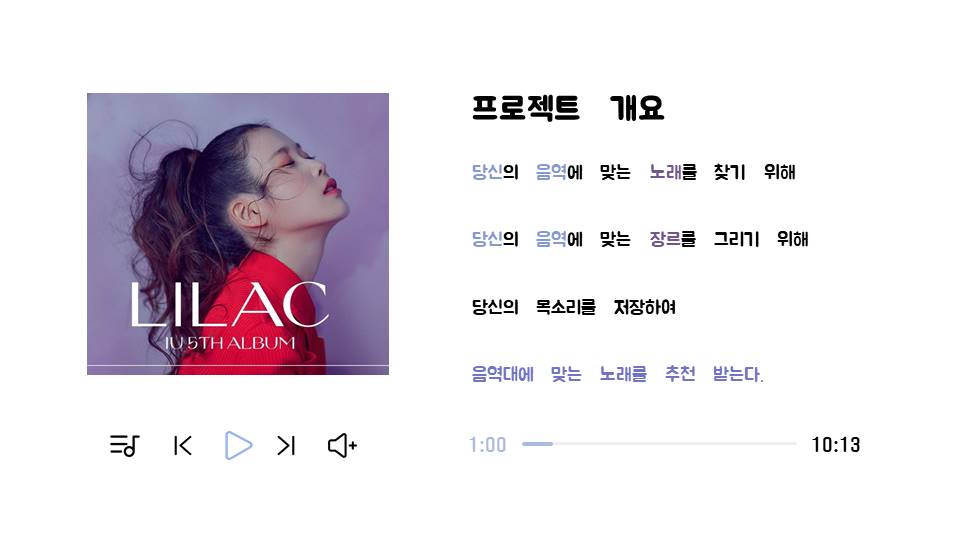 LILAC
IU 5TH ALBUM
프로젝트 개요
당신의 음역에 맞는 노래를 찾기 위해
당신의 음역에 맞는 장르를 그리기 위해
당신의 목소리를 저장하여
음역대에 맞는 노래를 추천 받는다.
1:00
10:13